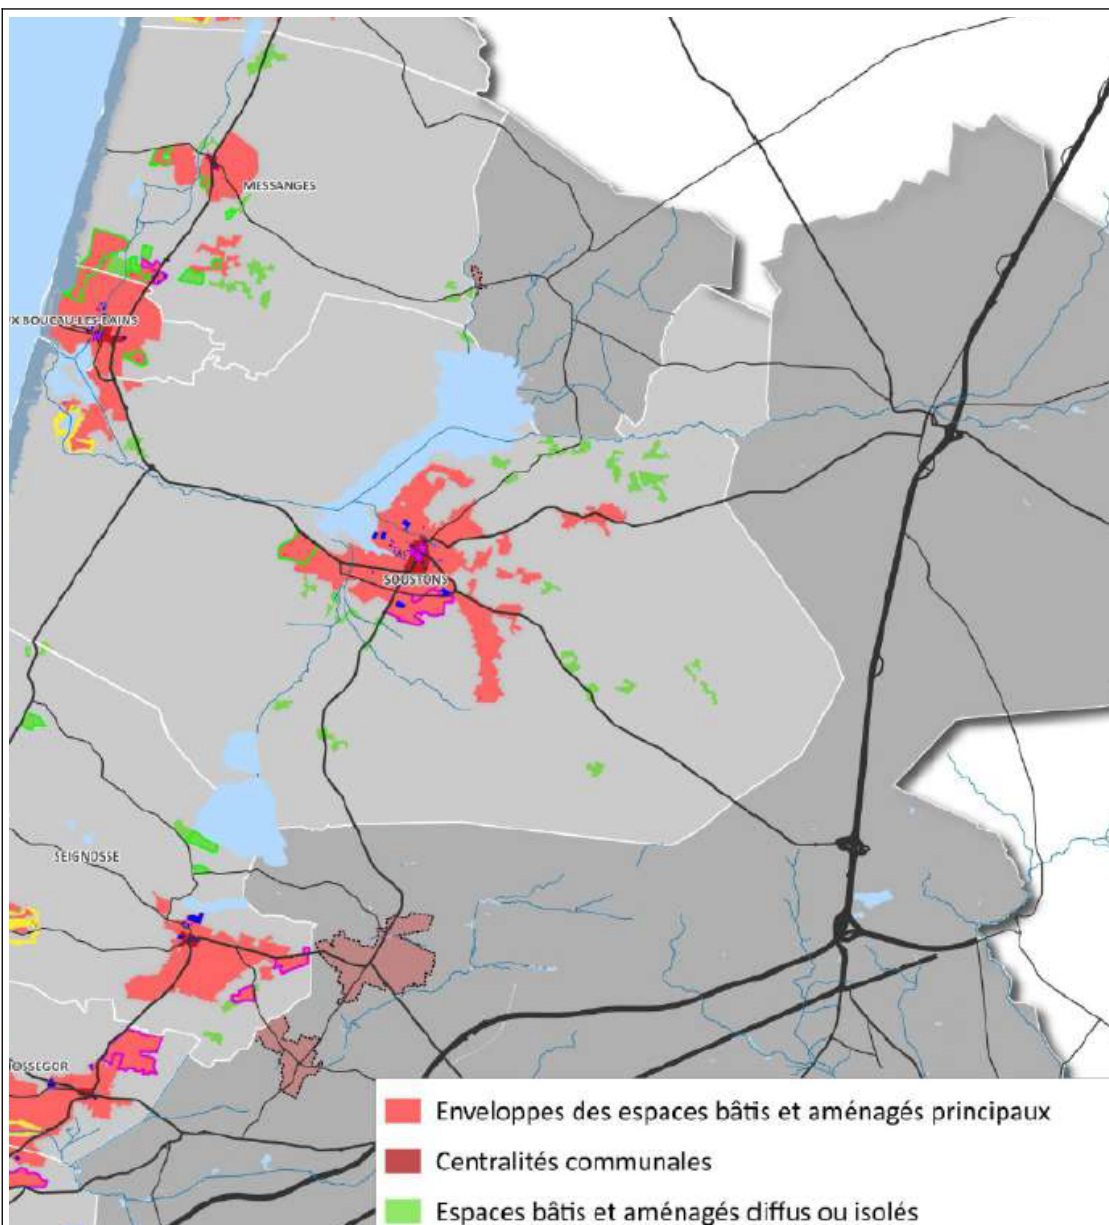 MESSANGES
X BOUCAU-LES-BAINS
SOUSTONS
SEIGNOSSE
OSSEGOR
Enveloppes des espaces bâtis et aménagés principaux
Centralités communales
Espaces bâtis et aménagés diffus ou isolés